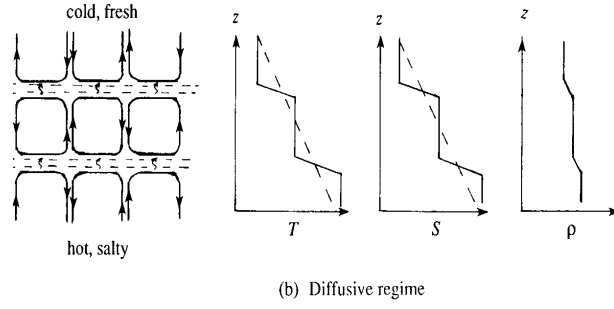 cold, fresh
hot, salty
z
T
z
S
z
ρ
(b) Diffusive regime